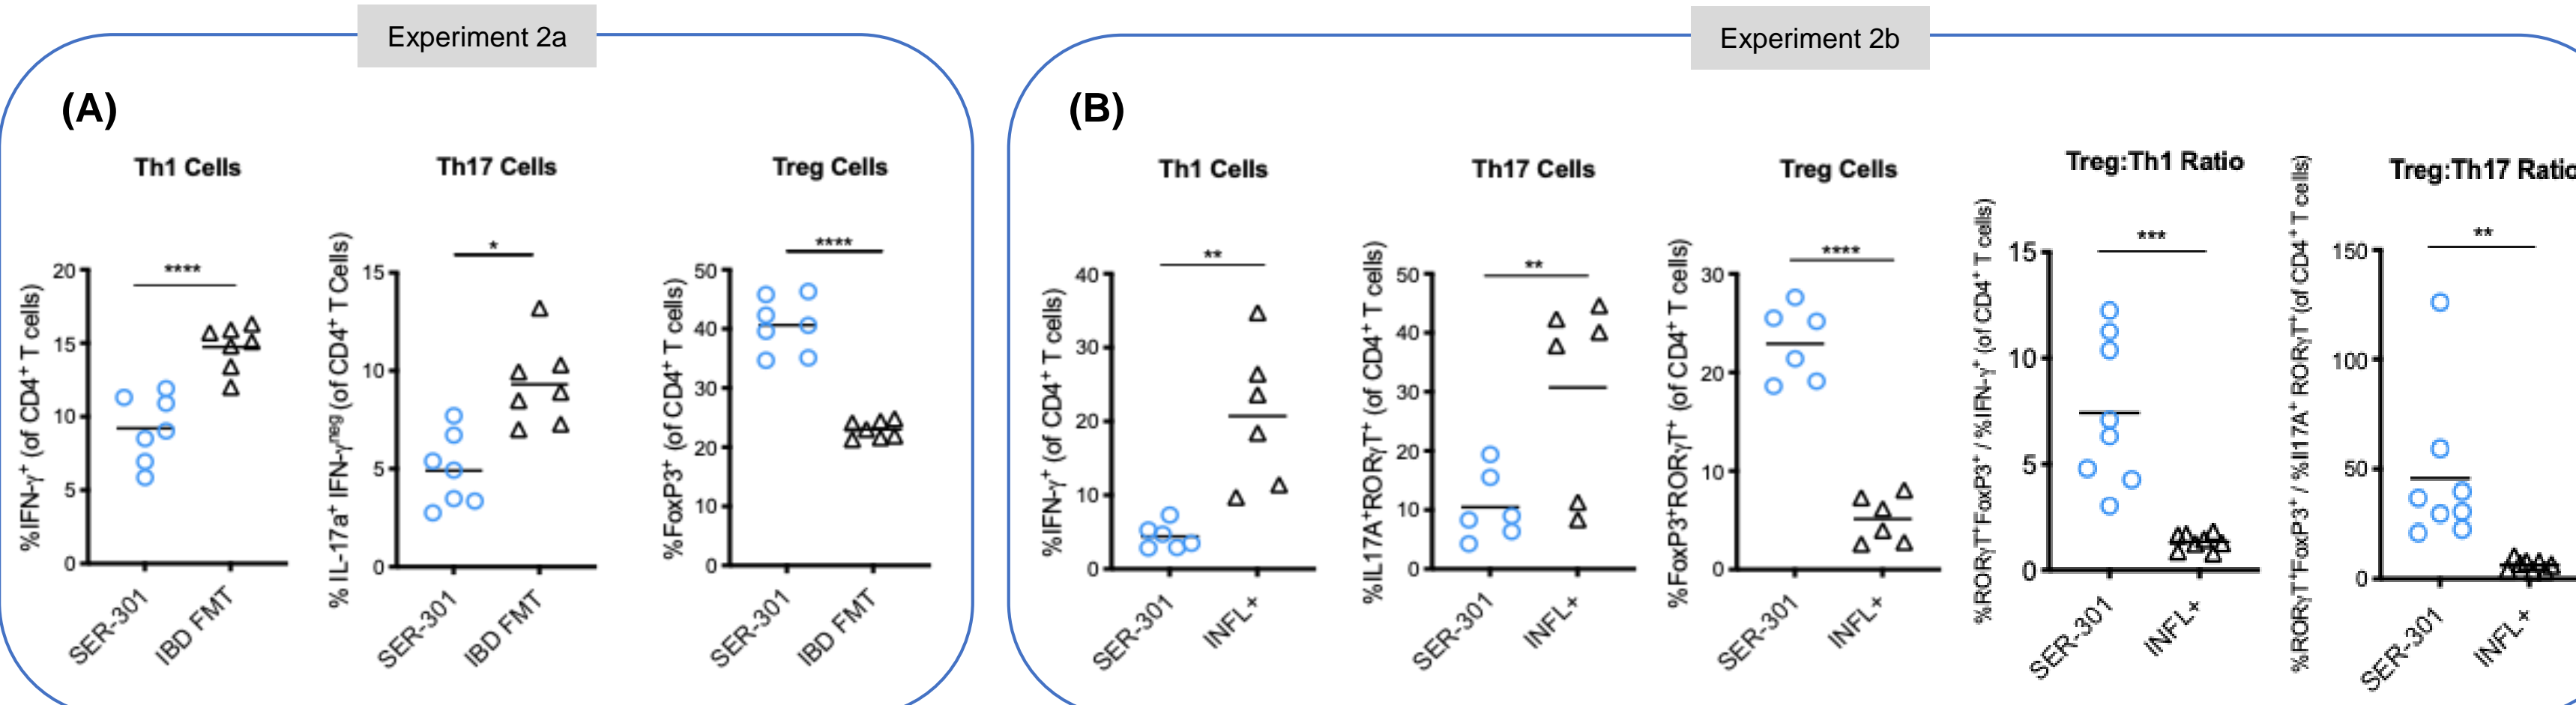 Experiment 2a
(A)
Th1 Cells
****
%IFN-γ⁺ (of CD4⁺ T cells)
20
15
10
5
0
SER-301
IBD FMT
Th17 Cells
*
% IL-17a⁺ IFN-γⁿᵉᵍ (of CD4⁺ T Cells)
15
10
5
0
SER-301
IBD FMT
Treg Cells
****
%FoxP3⁺ (of CD4⁺ T cells)
50
40
30
20
10
0
SER-301
IBD FMT
Experiment 2b
(B)
Th1 Cells
**
%IFN-γ⁺ (of CD4⁺ T cells)
40
30
20
10
0
SER-301
INFL+
Th17 Cells
**
%IL17A⁺RORγT⁺ (of CD4⁺ T cells)
50
40
30
20
10
0
SER-301
INFL+
Treg Cells
****
%FoxP3⁺RORγT⁺ (of CD4⁺ T cells)
30
20
10
0
SER-301
INFL+
Treg:Th1 Ratio
***
%RORγT⁺FoxP3⁺ / %IFN-γ⁺ (of CD4⁺ T cells)
15
10
5
0
SER-301
INFL+
Treg:Th17 Ratio
**
%RORγT⁺FoxP3⁺ / %Il17A⁺ RORγT⁺(of CD4⁺ T cells)
150
100
50
0
SER-301
INFL+